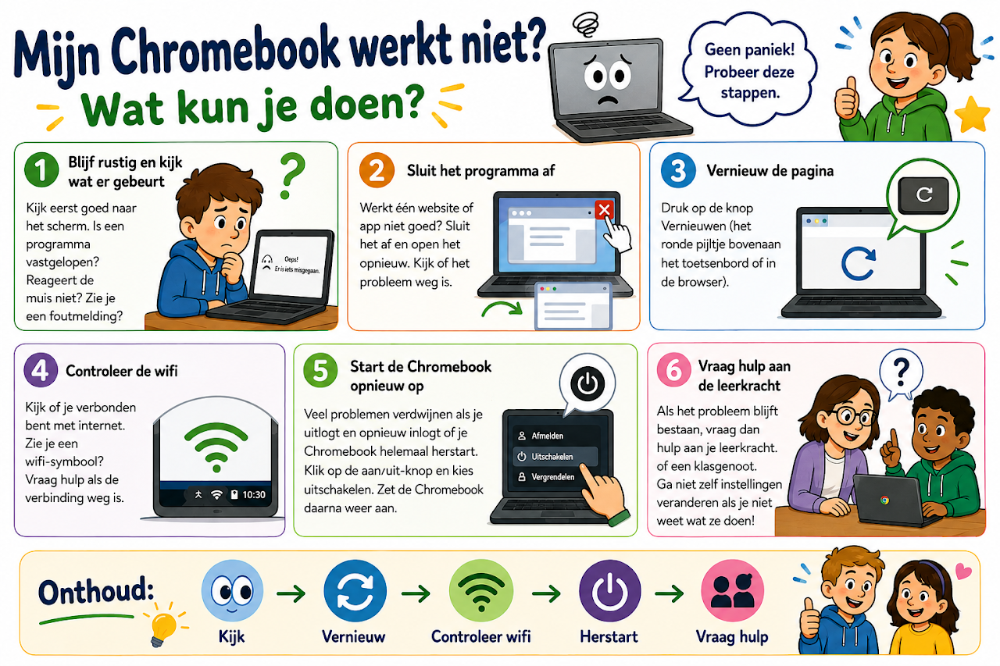 Mijn Chromebook werkt niet?
Wat kun je doen?
Geen paniek!
Probeer deze
stappen.
1
Blijf rustig en kijk
wat er gebeurt
Kijk eerst goed naar
het scherm. Is een
programma
vastgelopen?
Reageert de
muis niet? Zie je
een foutmelding?
?
Oeps!
Er is iets misgegaan.
2
Sluit het programma af
Werkt één website of
app niet goed? Sluit
het af en open het
opnieuw. Kijk of het
probleem weg is.
3
Vernieuw de pagina
Druk op de knop
Vernieuwen (het
ronde pijltje bovenaan
het toetsenbord of in
de browser).
4
Controleer de wifi
Kijk of je verbonden
bent met internet.
Zie je een
wifi-symbool?
Vraag hulp als de
verbinding weg is.
10:30
5
Start de Chromebook
opnieuw op
Veel problemen verdwijnen als je
uitlogt en opnieuw inlogt of je
Chromebook helemaal herstart.
Klik op de aan/uit-knop en kies
uitschakelen. Zet de Chromebook
daarna weer aan.
Afmelden
Uitschakelen
Vergrendelen
6
Vraag hulp aan
de leerkracht
Als het probleem blijft
bestaan, vraag dan
hulp aan je leerkracht.
of een klasgenoot.
Ga niet zelf instellingen
veranderen als je niet
weet wat ze doen!
?
Onthoud:
Kijk
Vernieuw
Controleer wifi
Herstart
Vraag hulp